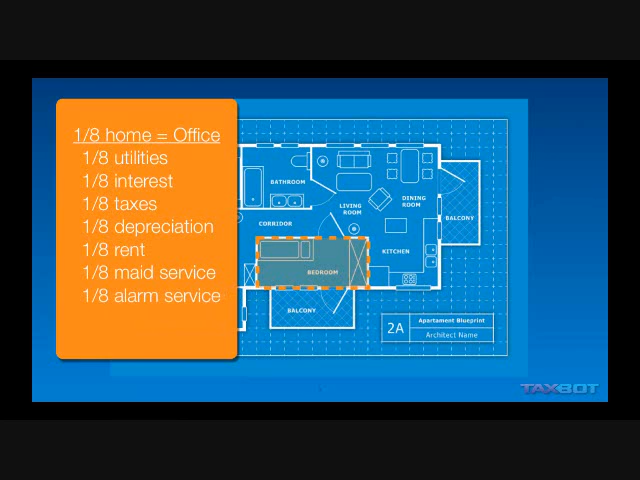 1/8 home = Office
1/8 utilities
1/8 interest
1/8 taxes
1/8 depreciation
1/8 rent
1/8 maid service
1/8 alarm service
BATHROOM
LIVING
ROOM
DINING
ROOM
BALCONY
CORRIDOR
KITCHEN
BEDROOM
BALCONY
2A
Apartament Blueprint
Architect Name
TAXBOT